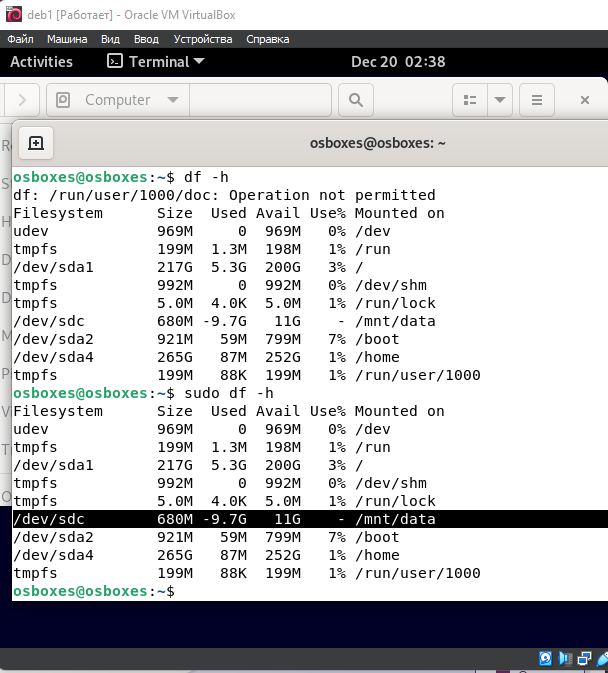 deb1 [Работает] - Oracle VM VirtualBox
Файл Машина Вид Ввод Устройства Справка
Activities Terminal Dec 20 02:38
Computer
osboxes@osboxes: ~
osboxes@osboxes:~$ df -h
df: /run/user/1000/doc: Operation not permitted
Filesystem Size Used Avail Use% Mounted on
udev 969M 0 969M 0% /dev
tmpfs 199M 1.3M 198M 1% /run
/dev/sda1 217G 5.3G 200G 3% /
tmpfs 992M 0 992M 0% /dev/shm
tmpfs 5.0M 4.0K 5.0M 1% /run/lock
/dev/sdc 680M -9.7G 11G - /mnt/data
/dev/sda2 921M 59M 799M 7% /boot
/dev/sda4 265G 87M 252G 1% /home
tmpfs 199M 88K 199M 1% /run/user/1000
osboxes@osboxes:~$ sudo df -h
Filesystem Size Used Avail Use% Mounted on
udev 969M 0 969M 0% /dev
tmpfs 199M 1.3M 198M 1% /run
/dev/sda1 217G 5.3G 200G 3% /
tmpfs 992M 0 992M 0% /dev/shm
tmpfs 5.0M 4.0K 5.0M 1% /run/lock
/dev/sdc 680M -9.7G 11G - /mnt/data
/dev/sda2 921M 59M 799M 7% /boot
/dev/sda4 265G 87M 252G 1% /home
tmpfs 199M 88K 199M 1% /run/user/1000
osboxes@osboxes:~$